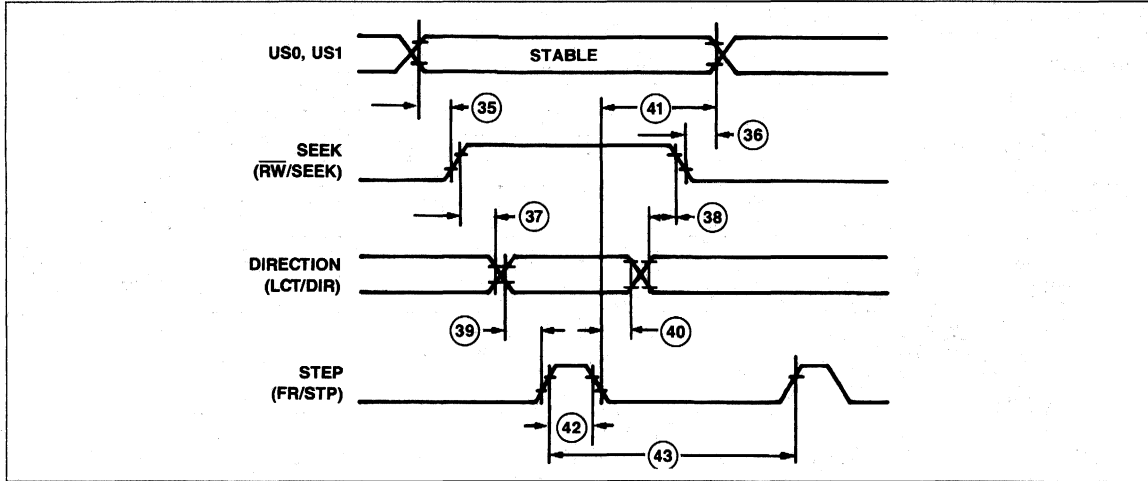 US0, US1
STABLE
35
41
36
SEEK
(R̅W̅/SEEK)
37
38
DIRECTION
(LCT/DIR)
39
40
STEP
(FR/STP)
42
43